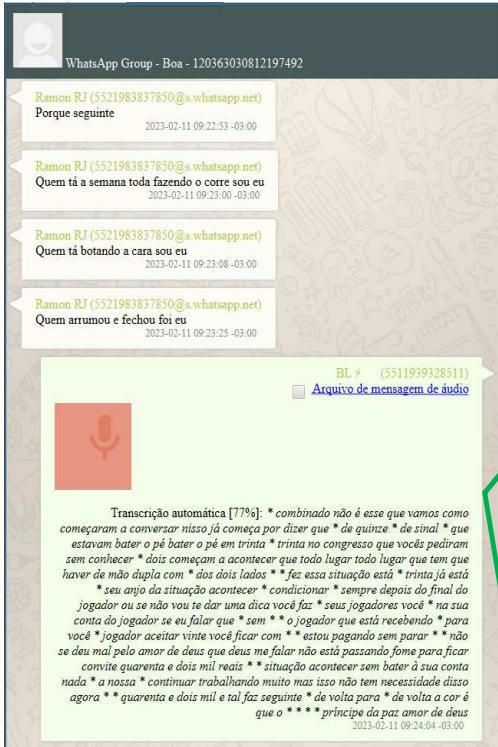 WhatsApp Group - Boa - 120363030812197492
Ramon RJ (5521983837850@s.whatsapp.net)
Porque seguinte
2023-02-11 09:22:53 -03:00
Ramon RJ (5521983837850@s.whatsapp.net)
Quem tá a semana toda fazendo o corre sou eu
2023-02-11 09:23:00 -03:00
Ramon RJ (5521983837850@s.whatsapp.net)
Quem tá botando a cara sou eu
2023-02-11 09:23:08 -03:00
Ramon RJ (5521983837850@s.whatsapp.net)
Quem arrumou e fechou foi eu
2023-02-11 09:23:25 -03:00
BL ⚡ (5511939328511)
Arquivo de mensagem de áudio
Transcrição automática [77%]: * combinado não é esse que vamos como
começaram a conversar nisso já começa por dizer que * de quinze * de sinal * que
estavam bater o pé bater o pé em trinta * trinta no congresso que vocês pediram
sem conhecer * dois começam a acontecer que todo lugar todo lugar que tem que
haver de mão dupla com * dos dois lados * * fez essa situação está * trinta já está
* seu anjo da situação acontecer * condicionar * sempre depois do final do
jogador ou se não vou te dar uma dica você faz * seus jogadores você * na sua
conta do jogador se eu falar que * sem * * o jogador que está recebendo * para
você * jogador aceitar vinte você ficar com * * estou pagando sem parar * * não
se deu mal pelo amor de deus que deus me falar não está passando fome para ficar
convite quarenta e dois mil reais * * situação acontecer sem bater à sua conta
nada * a nossa * continuar trabalhando muito mas isso não tem necessidade disso
agora * * quarenta e dois mil e tal faz seguinte * de volta para * de volta a cor é
que o * * * * príncipe da paz amor de deus
2023-02-11 09:24:04 -03:00